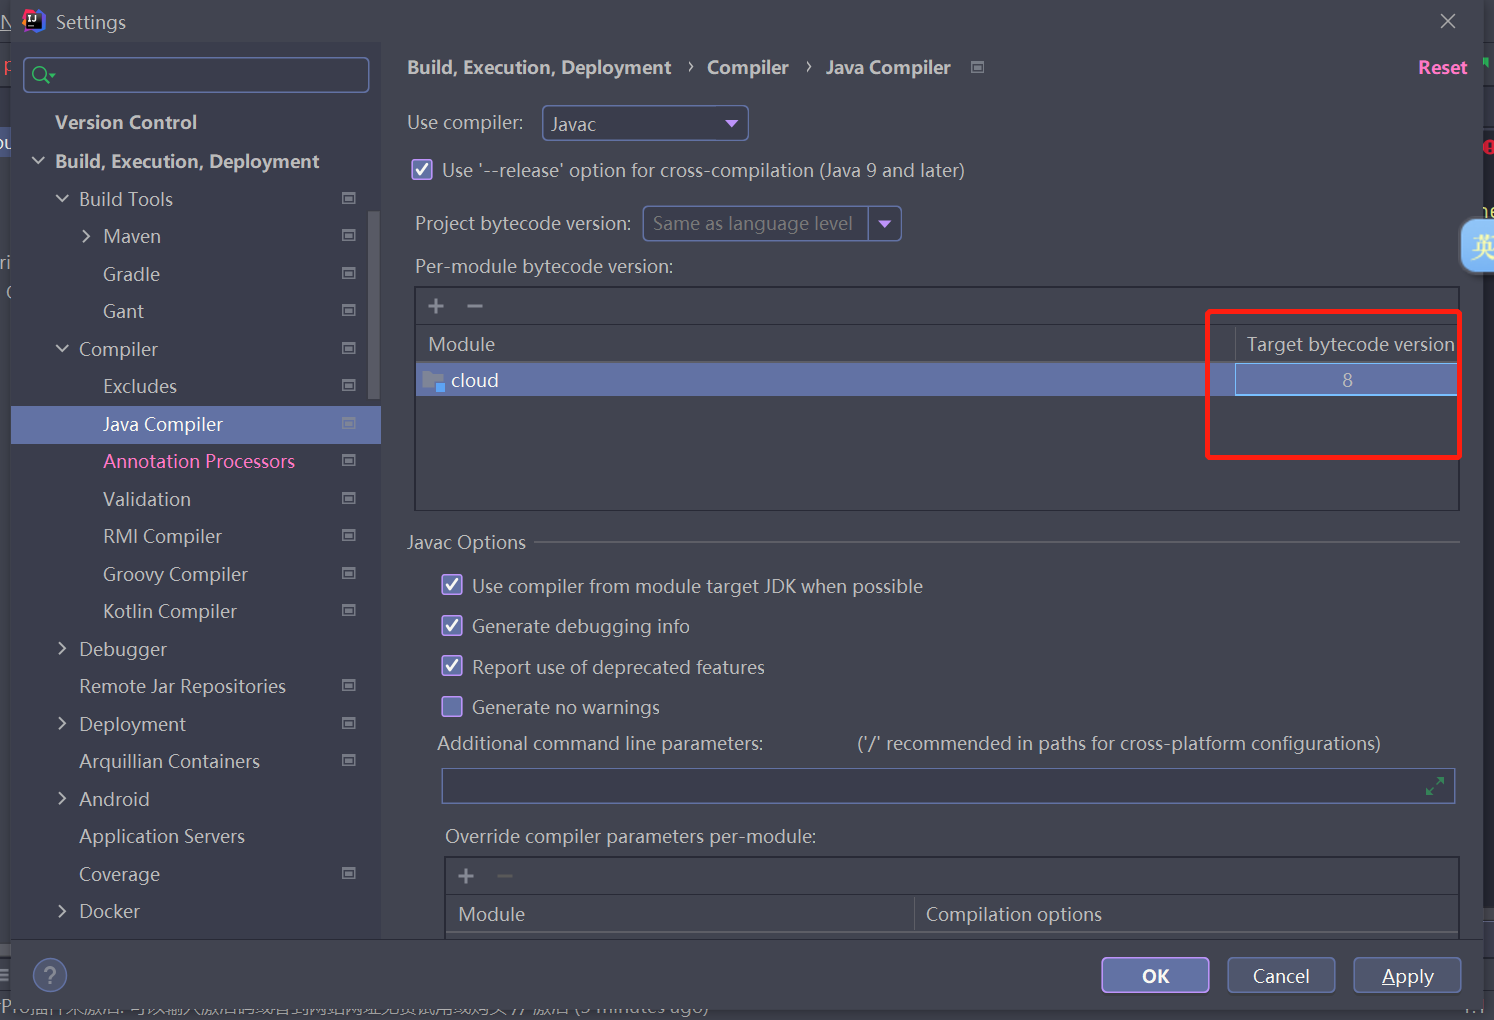 Settings
Build, Execution, Deployment › Compiler › Java Compiler
Reset
Version Control
Build, Execution, Deployment
Build Tools
Maven
Gradle
Gant
Compiler
Excludes
Java Compiler
Annotation Processors
Validation
RMI Compiler
Groovy Compiler
Kotlin Compiler
Debugger
Remote Jar Repositories
Deployment
Arquillian Containers
Android
Application Servers
Coverage
Docker
Use compiler: Javac
Use '--release' option for cross-compilation (Java 9 and later)
Project bytecode version: Same as language level
Per-module bytecode version:
Module Target bytecode version
cloud 8
Javac Options
Use compiler from module target JDK when possible
Generate debugging info
Report use of deprecated features
Generate no warnings
Additional command line parameters: ('/' recommended in paths for cross-platform configurations)
Override compiler parameters per-module:
Module Compilation options
? OK Cancel Apply
英